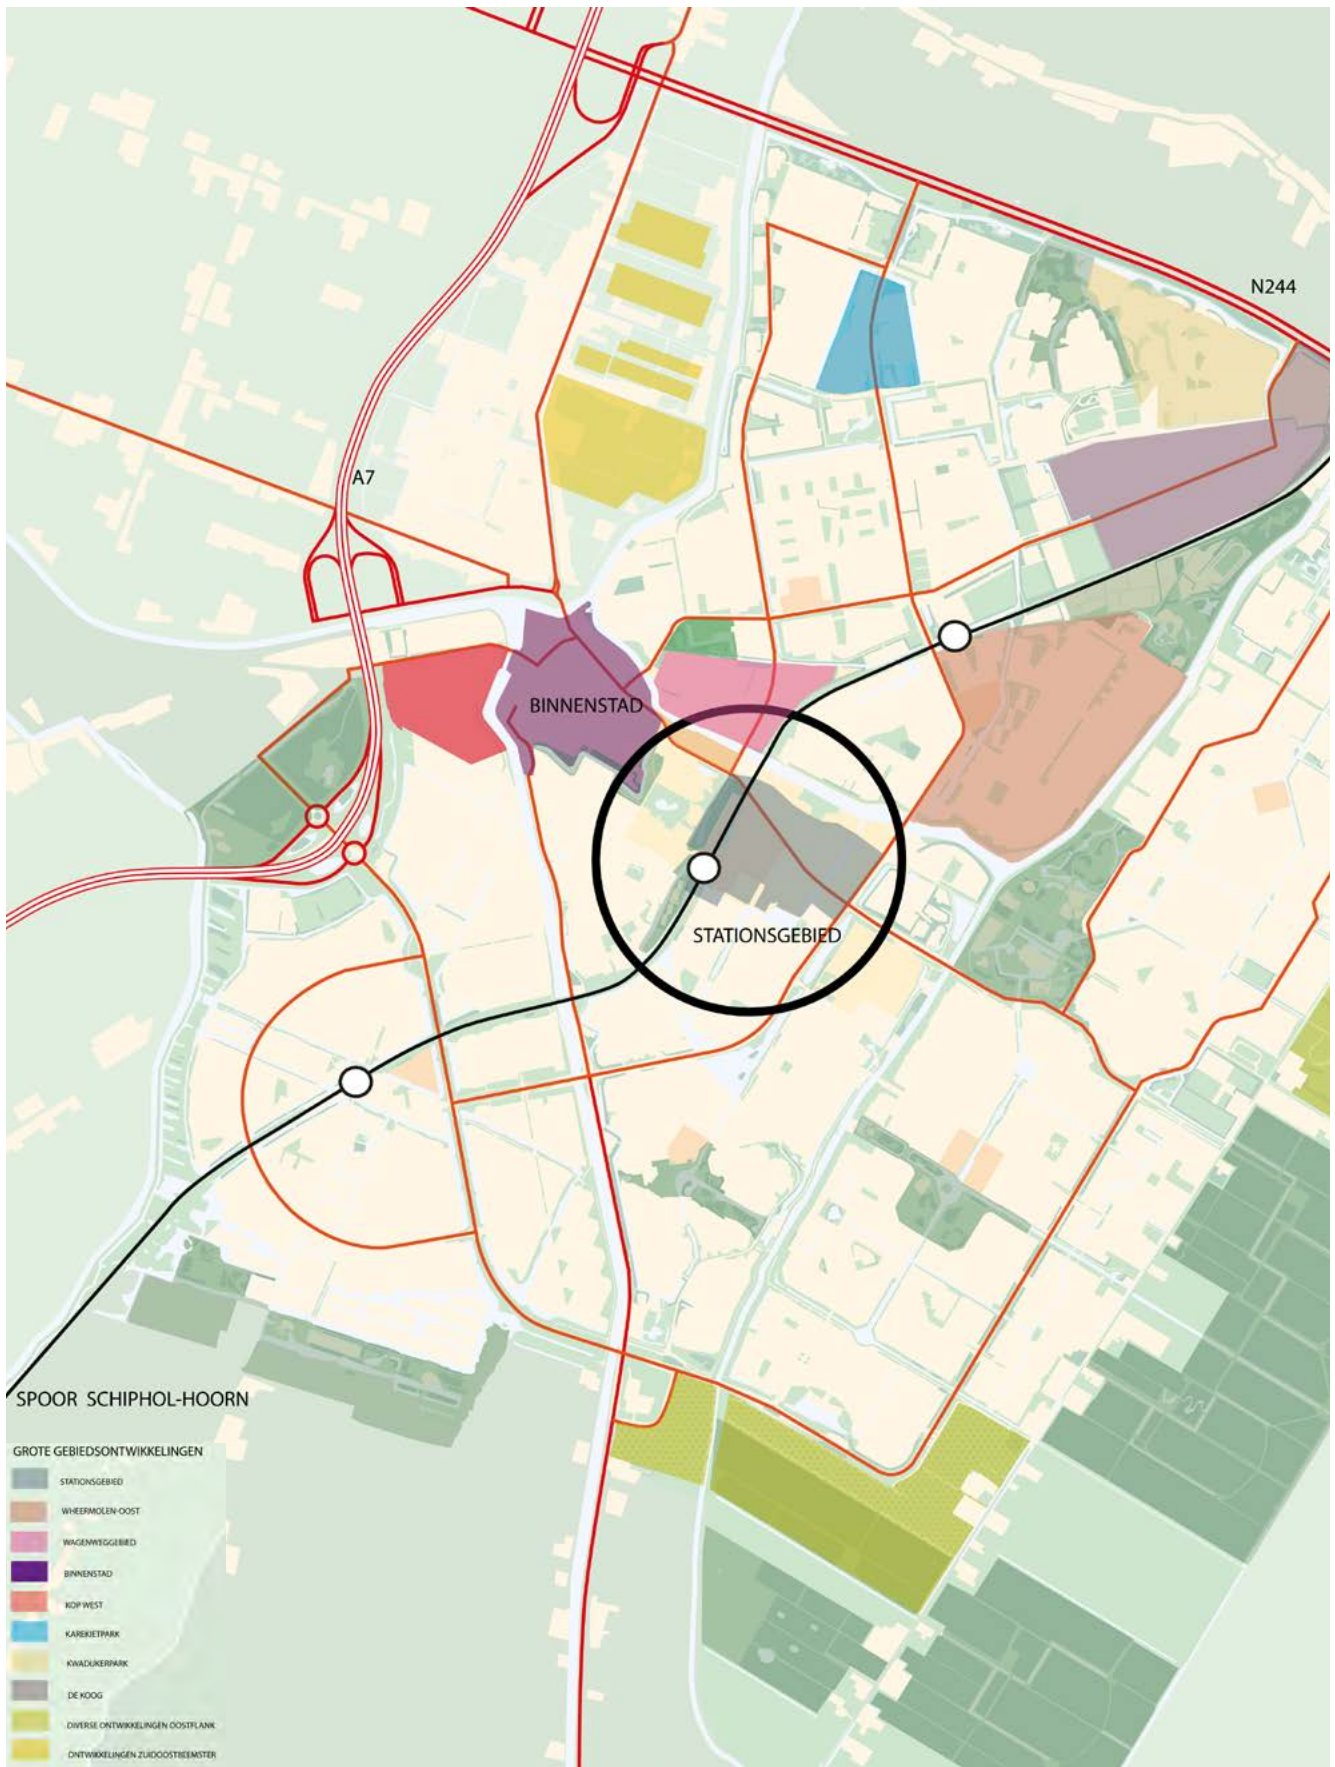 N244
A7
BINNENSTAD
STATIONSGEBIED
SPOOR SCHIPHOL-HOORN
GROTE GEBIEDSONTWIKKELINGEN
STATIONSGEBIED
WHEERMOLEN-OOST
WAGENWEGGEBIED
BINNENSTAD
KOP WEST
KAREKIETPARK
KWADIJKERPARK
DE KOOG
DIVERSE ONTWIKKELINGEN OOSTFLANK
ONTWIKKELINGEN ZUIDOOSTBEEMSTER